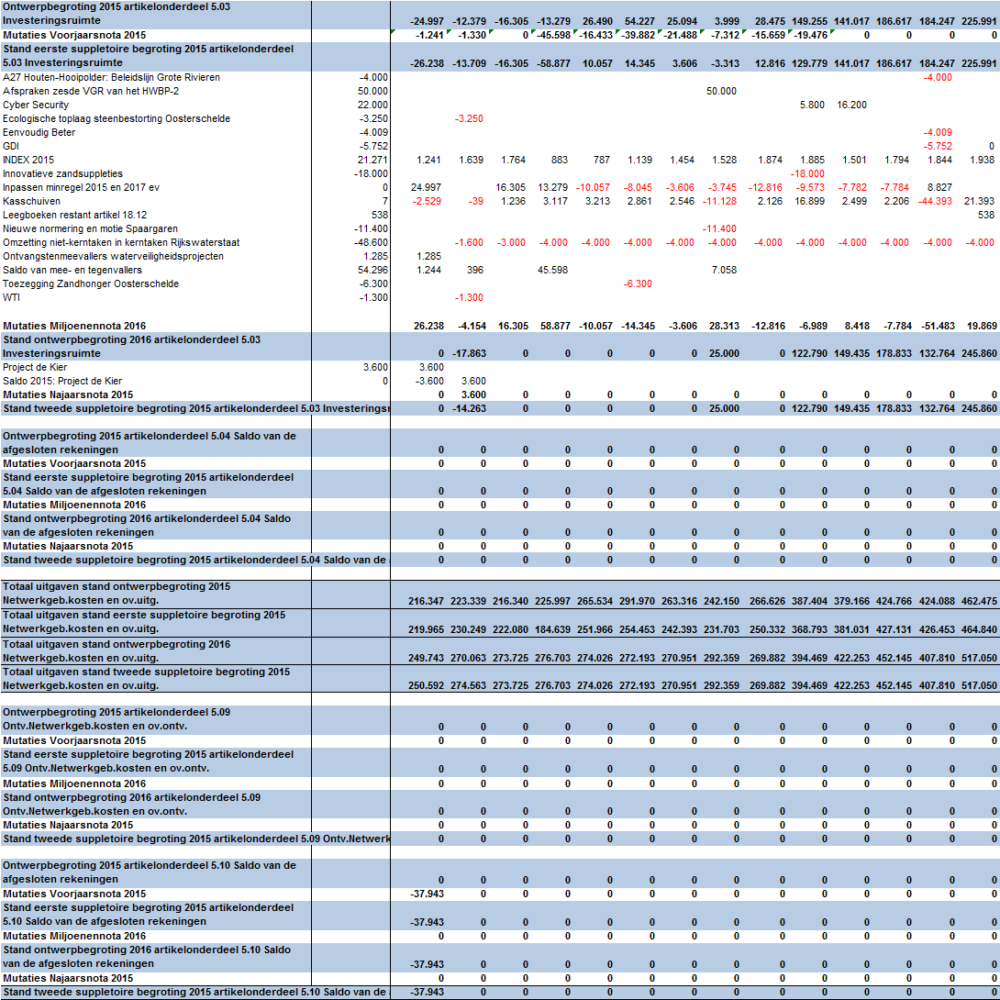 Ontwerpbegroting 2015 artikelonderdeel 5.03
Investeringsruimte -24.997 -12.379 -16.305 -13.279 26.490 54.227 25.094 3.999 28.475 149.255 141.017 186.617 184.247 225.991
Mutaties Voorjaarsnota 2015 -1.241 -1.330 0 -45.598 -16.433 -39.882 -21.488 -7.312 -15.659 -19.476 0 0 0 0
Stand eerste suppletoire begroting 2015 artikelonderdeel
5.03 Investeringsruimte -26.238 -13.709 -16.305 -58.877 10.057 14.345 3.606 -3.313 12.816 129.779 141.017 186.617 184.247 225.991
A27 Houten-Hooipolder: Beleidslijn Grote Rivieren -4.000 -4.000
Afspraken zesde VGR van het HWBP-2 50.000 50.000
Cyber Security 22.000 5.800 16.200
Ecologische toplaag steenbestorting Oosterschelde -3.250 -3.250
Eenvoudig Beter -4.009 -4.009
GDI -5.752 -5.752 0
INDEX 2015 21.271 1.241 1.639 1.764 883 787 1.139 1.454 1.528 1.874 1.885 1.501 1.794 1.844 1.938
Innovatieve zandsuppleties -18.000 -18.000
Inpassen minregel 2015 en 2017 ev 0 24.997 16.305 13.279 -10.057 -8.045 -3.606 -3.745 -12.816 -9.573 -7.782 -7.784 8.827
Kasschuiven 7 -2.529 -39 1.236 3.117 3.213 2.861 2.546 -11.128 2.126 16.899 2.499 2.206 -44.393 21.393
Leegboeken restant artikel 18.12 538 538
Nieuwe normering en motie Spaargaren -11.400 -11.400
Omzetting niet-kerntaken in kerntaken Rijkswaterstaat -48.600 -1.600 -3.000 -4.000 -4.000 -4.000 -4.000 -4.000 -4.000 -4.000 -4.000 -4.000 -4.000 -4.000
Ontvangstenmeevallers waterveiligheidsprojecten 1.285 1.285
Saldo van mee- en tegenvallers 54.296 1.244 396 45.598 7.058
Toezegging Zandhonger Oosterschelde -6.300 -6.300
WTI -1.300 -1.300
Mutaties Miljoenennota 2016 26.238 -4.154 16.305 58.877 -10.057 -14.345 -3.606 28.313 -12.816 -6.989 8.418 -7.784 -51.483 19.869
Stand ontwerpbegroting 2016 artikelonderdeel 5.03
Investeringsruimte 0 -17.863 0 0 0 0 0 25.000 0 122.790 149.435 178.833 132.764 245.860
Project de Kier 3.600 3.600
Saldo 2015: Project de Kier 0 -3.600 3.600
Mutaties Najaarsnota 2015 0 3.600 0 0 0 0 0 0 0 0 0 0 0 0
Stand tweede suppletoire begroting 2015 artikelonderdeel 5.03 Investeringsr 0 -14.263 0 0 0 0 0 25.000 0 122.790 149.435 178.833 132.764 245.860
Ontwerpbegroting 2015 artikelonderdeel 5.04 Saldo van de
afgesloten rekeningen 0 0 0 0 0 0 0 0 0 0 0 0 0 0
Mutaties Voorjaarsnota 2015 0 0 0 0 0 0 0 0 0 0 0 0 0 0
Stand eerste suppletoire begroting 2015 artikelonderdeel
5.04 Saldo van de afgesloten rekeningen 0 0 0 0 0 0 0 0 0 0 0 0 0 0
Mutaties Miljoenennota 2016 0 0 0 0 0 0 0 0 0 0 0 0 0 0
Stand ontwerpbegroting 2016 artikelonderdeel 5.04 Saldo
van de afgesloten rekeningen 0 0 0 0 0 0 0 0 0 0 0 0 0 0
Mutaties Najaarsnota 2015 0 0 0 0 0 0 0 0 0 0 0 0 0 0
Stand tweede suppletoire begroting 2015 artikelonderdeel 5.04 Saldo van de 0 0 0 0 0 0 0 0 0 0 0 0 0 0
Totaal uitgaven stand ontwerpbegroting 2015
Netwerkgeb.kosten en ov.uitg. 216.347 223.339 216.340 225.997 265.534 291.970 263.316 242.150 266.626 387.404 379.166 424.766 424.088 462.475
Totaal uitgaven stand eerste suppletoire begroting 2015
Netwerkgeb.kosten en ov.uitg. 219.965 230.249 222.080 184.639 251.966 254.453 242.393 231.703 250.332 368.793 381.031 427.131 426.453 464.840
Totaal uitgaven stand ontwerpbegroting 2016
Netwerkgeb.kosten en ov.uitg. 249.743 270.063 273.725 276.703 274.026 272.193 270.951 292.359 269.882 394.469 422.253 452.145 407.810 517.050
Totaal uitgaven stand tweede suppletoire begroting 2015
Netwerkgeb.kosten en ov.uitg. 250.592 274.563 273.725 276.703 274.026 272.193 270.951 292.359 269.882 394.469 422.253 452.145 407.810 517.050
Ontwerpbegroting 2015 artikelonderdeel 5.09
Ontv.Netwerkgeb.kosten en ov.ontv. 0 0 0 0 0 0 0 0 0 0 0 0 0 0
Mutaties Voorjaarsnota 2015 0 0 0 0 0 0 0 0 0 0 0 0 0 0
Stand eerste suppletoire begroting 2015 artikelonderdeel
5.09 Ontv.Netwerkgeb.kosten en ov.ontv. 0 0 0 0 0 0 0 0 0 0 0 0 0 0
Mutaties Miljoenennota 2016 0 0 0 0 0 0 0 0 0 0 0 0 0 0
Stand ontwerpbegroting 2016 artikelonderdeel 5.09
Ontv.Netwerkgeb.kosten en ov.ontv. 0 0 0 0 0 0 0 0 0 0 0 0 0 0
Mutaties Najaarsnota 2015 0 0 0 0 0 0 0 0 0 0 0 0 0 0
Stand tweede suppletoire begroting 2015 artikelonderdeel 5.09 Ontv.Netwerk 0 0 0 0 0 0 0 0 0 0 0 0 0 0
Ontwerpbegroting 2015 artikelonderdeel 5.10 Saldo van de
afgesloten rekeningen 0 0 0 0 0 0 0 0 0 0 0 0 0 0
Mutaties Voorjaarsnota 2015 -37.943 0 0 0 0 0 0 0 0 0 0 0 0 0
Stand eerste suppletoire begroting 2015 artikelonderdeel
5.10 Saldo van de afgesloten rekeningen -37.943 0 0 0 0 0 0 0 0 0 0 0 0 0
Mutaties Miljoenennota 2016 0 0 0 0 0 0 0 0 0 0 0 0 0 0
Stand ontwerpbegroting 2016 artikelonderdeel 5.10 Saldo
van de afgesloten rekeningen -37.943 0 0 0 0 0 0 0 0 0 0 0 0 0
Mutaties Najaarsnota 2015 0 0 0 0 0 0 0 0 0 0 0 0 0 0
Stand tweede suppletoire begroting 2015 artikelonderdeel 5.10 Saldo van de -37.943 0 0 0 0 0 0 0 0 0 0 0 0 0